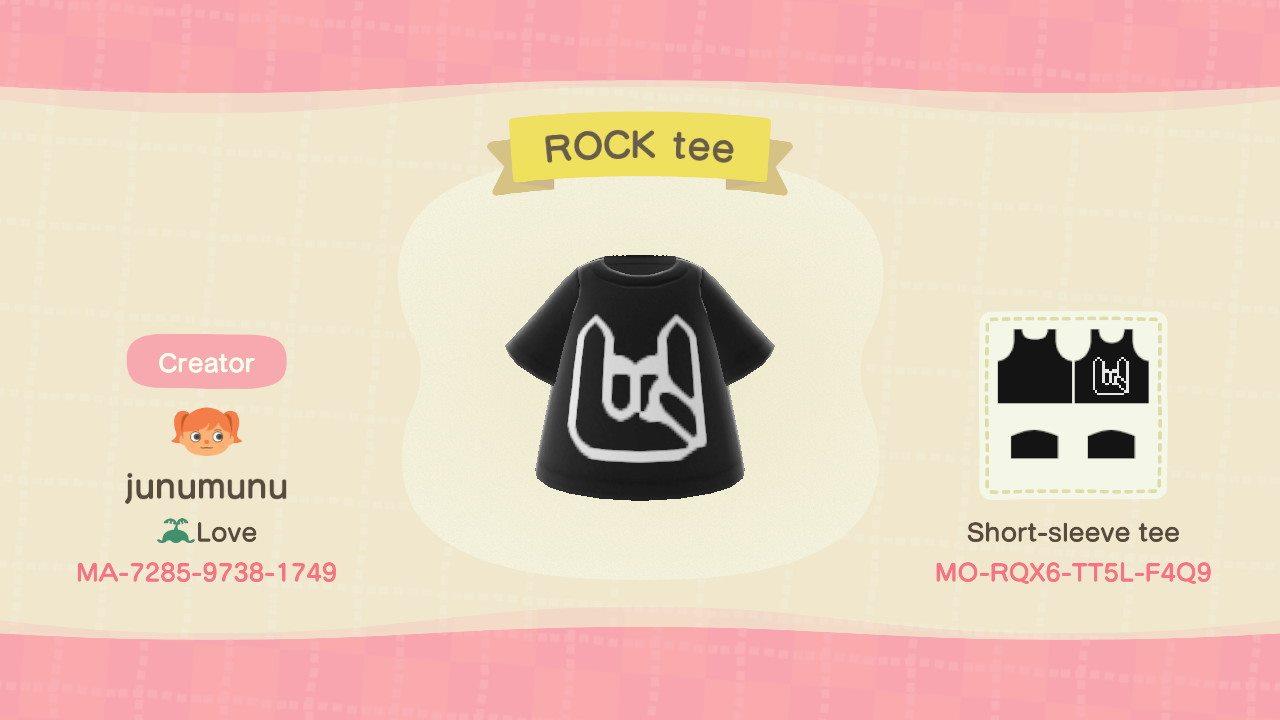 ROCK tee
Creator
junumunu
Love
MA-7285-9738-1749
Short-sleeve tee
MO-RQX6-TT5L-F4Q9